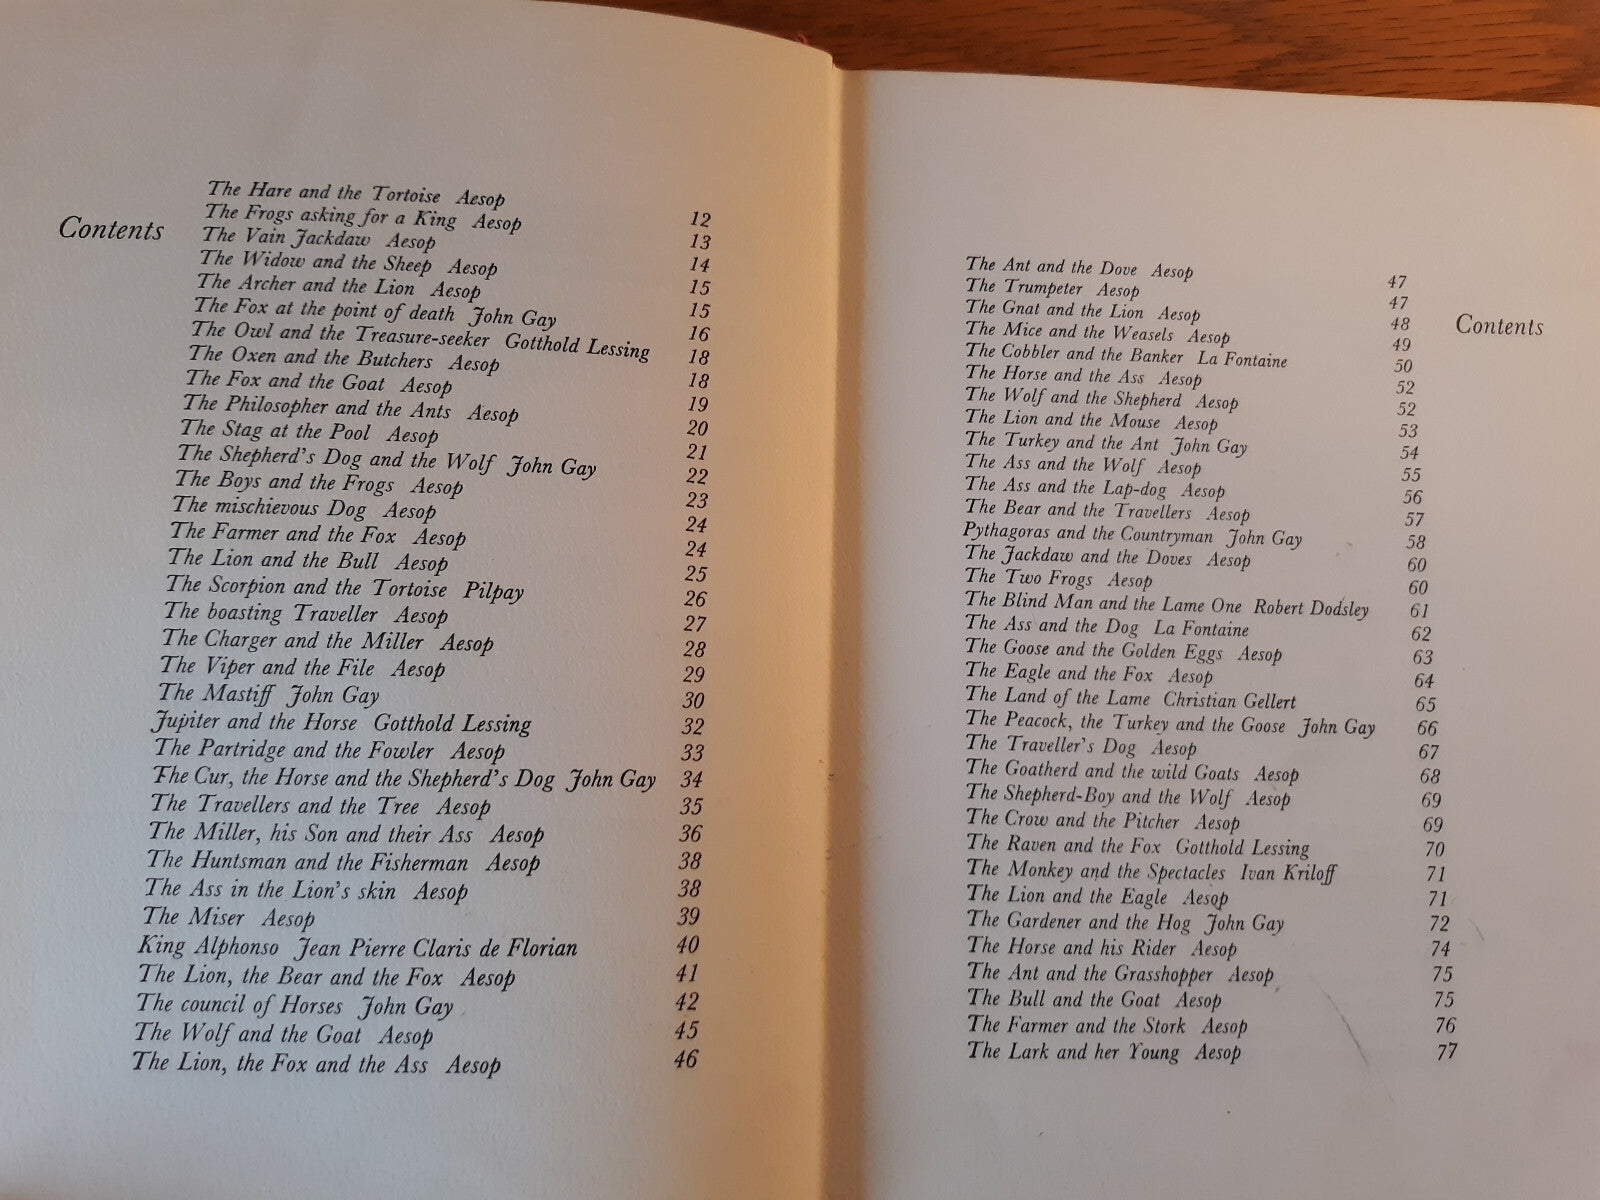 Contents
The Hare and the Tortoise Aesop 12
The Frogs asking for a King Aesop 13
The Vain Jackdaw Aesop 14
The Widow and the Sheep Aesop 15
The Archer and the Lion Aesop 15
The Fox at the point of death John Gay 16
The Owl and the Treasure-seeker Gotthold Lessing 18
The Oxen and the Butchers Aesop 18
The Fox and the Goat Aesop 19
The Philosopher and the Ants Aesop 20
The Stag at the Pool Aesop 21
The Shepherd's Dog and the Wolf John Gay 22
The Boys and the Frogs Aesop 23
The mischievous Dog Aesop 24
The Farmer and the Fox Aesop 24
The Lion and the Bull Aesop 25
The Scorpion and the Tortoise Pilpay 26
The boasting Traveller Aesop 27
The Charger and the Miller Aesop 28
The Viper and the File Aesop 29
The Mastiff John Gay 30
Jupiter and the Horse Gotthold Lessing 32
The Partridge and the Fowler Aesop 33
The Cur, the Horse and the Shepherd's Dog John Gay 34
The Travellers and the Tree Aesop 35
The Miller, his Son and their Ass Aesop 36
The Huntsman and the Fisherman Aesop 38
The Ass in the Lion's skin Aesop 38
The Miser Aesop 39
King Alphonso Jean Pierre Claris de Florian 40
The Lion, the Bear and the Fox Aesop 41
The council of Horses John Gay 42
The Wolf and the Goat Aesop 45
The Lion, the Fox and the Ass Aesop 46
Contents
The Ant and the Dove Aesop 47
The Trumpeter Aesop 47
The Gnat and the Lion Aesop 48
The Mice and the Weasels Aesop 49
The Cobbler and the Banker La Fontaine 50
The Horse and the Ass Aesop 52
The Wolf and the Shepherd Aesop 52
The Lion and the Mouse Aesop 53
The Turkey and the Ant John Gay 54
The Ass and the Wolf Aesop 55
The Ass and the Lap-dog Aesop 56
The Bear and the Travellers Aesop 57
Pythagoras and the Countryman John Gay 58
The Jackdaw and the Doves Aesop 60
The Two Frogs Aesop 60
The Blind Man and the Lame One Robert Dodsley 61
The Ass and the Dog La Fontaine 62
The Goose and the Golden Eggs Aesop 63
The Eagle and the Fox Aesop 64
The Land of the Lame Christian Gellert 65
The Peacock, the Turkey and the Goose John Gay 66
The Traveller's Dog Aesop 67
The Goatherd and the wild Goats Aesop 68
The Shepherd-Boy and the Wolf Aesop 69
The Crow and the Pitcher Aesop 69
The Raven and the Fox Gotthold Lessing 70
The Monkey and the Spectacles Ivan Kriloff 71
The Lion and the Eagle Aesop 71
The Gardener and the Hog John Gay 72
The Horse and his Rider Aesop 74
The Ant and the Grasshopper Aesop 75
The Bull and the Goat Aesop 75
The Farmer and the Stork Aesop 76
The Lark and her Young Aesop 77